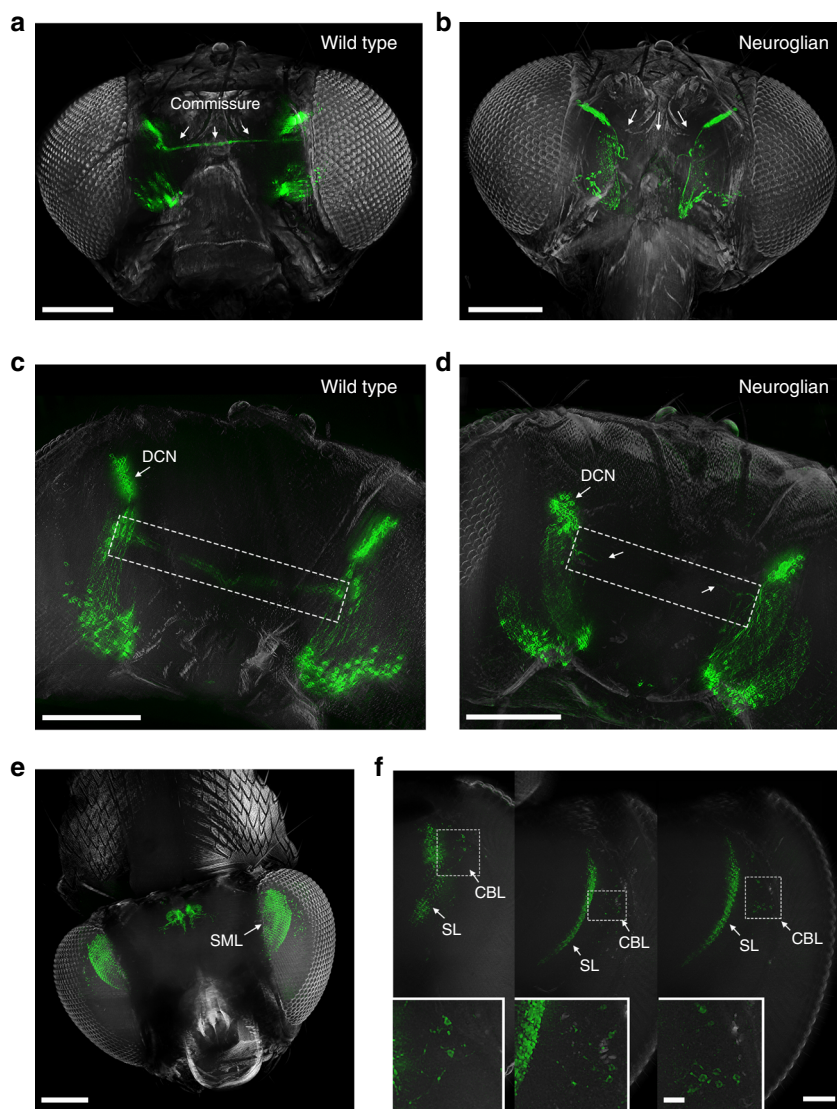 a
Wild type
Commissure
b
Neuroglian
c
Wild type
DCN
d
Neuroglian
DCN
e
SML
f
CBL
SL
CBL
SL
CBL
SL